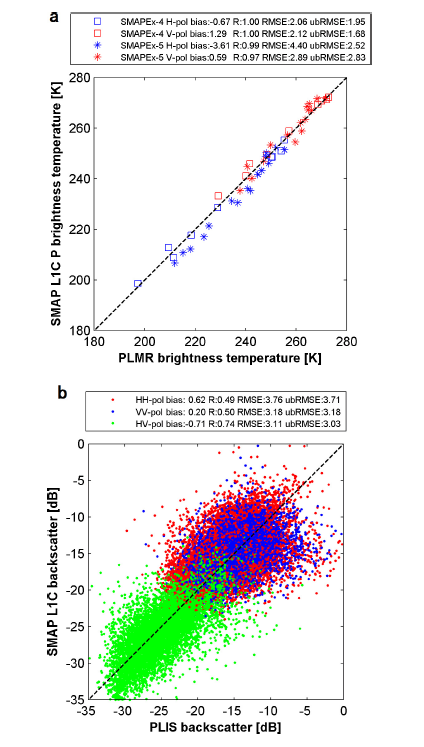 a
SMAPEx-4 H-pol bias:-0.67 R:1.00 RMSE:2.06 ubRMSE:1.95
SMAPEx-4 V-pol bias:1.29 R:1.00 RMSE:2.12 ubRMSE:1.68
SMAPEx-5 H-pol bias:-3.61 R:0.99 RMSE:4.40 ubRMSE:2.52
SMAPEx-5 V-pol bias:0.59 R:0.97 RMSE:2.89 ubRMSE:2.83
280
260
240
220
200
180
SMAP L1C P brightness temperature [K]
180 200 220 240 260 280
PLMR brightness temperature [K]
b
HH-pol bias: 0.62 R:0.49 RMSE:3.76 ubRMSE:3.71
VV-pol bias: 0.20 R:0.50 RMSE:3.18 ubRMSE:3.18
HV-pol bias:-0.71 R:0.74 RMSE:3.11 ubRMSE:3.03
0
-5
-10
-15
-20
-25
-30
-35
SMAP L1C backscatter [dB]
-35 -30 -25 -20 -15 -10 -5 0
PLIS backscatter [dB]